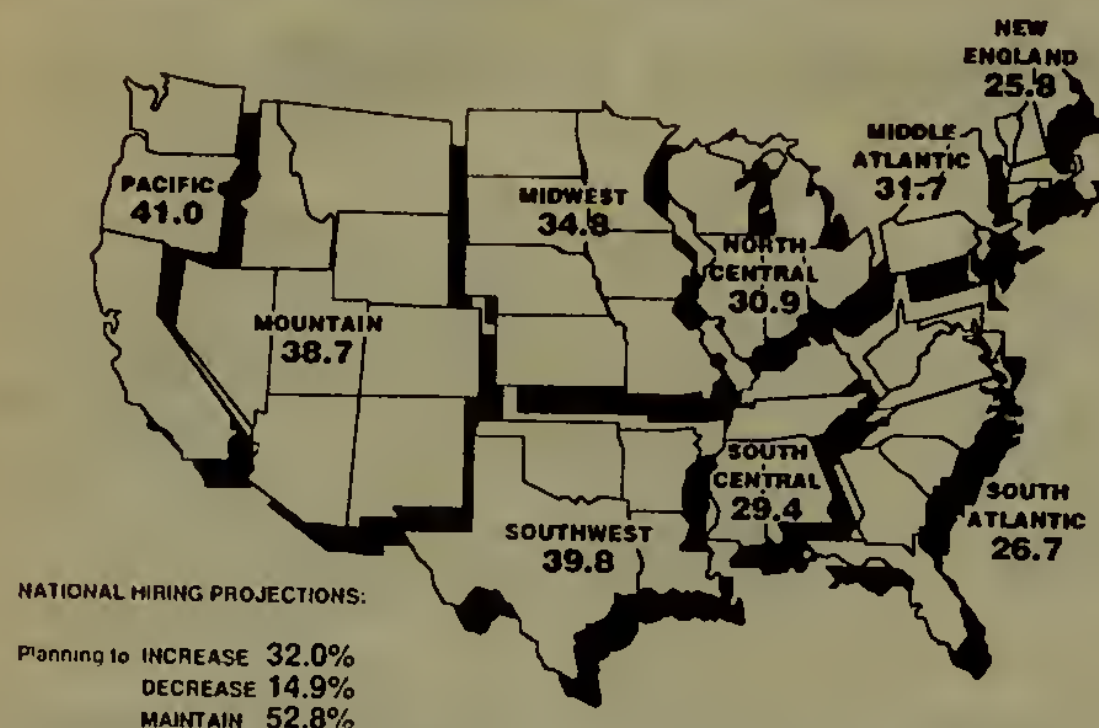 NEW
ENGLAND
25.8
MIDDLE
ATLANTIC
31.7
PACIFIC
41.0
MIDWEST
34.8
NORTH
CENTRAL
30.9
MOUNTAIN
38.7
SOUTH
CENTRAL
29.4
SOUTH
ATLANTIC
26.7
SOUTHWEST
39.8
NATIONAL HIRING PROJECTIONS:
Planning to INCREASE 32.0%
DECREASE 14.9%
MAINTAIN 52.8%